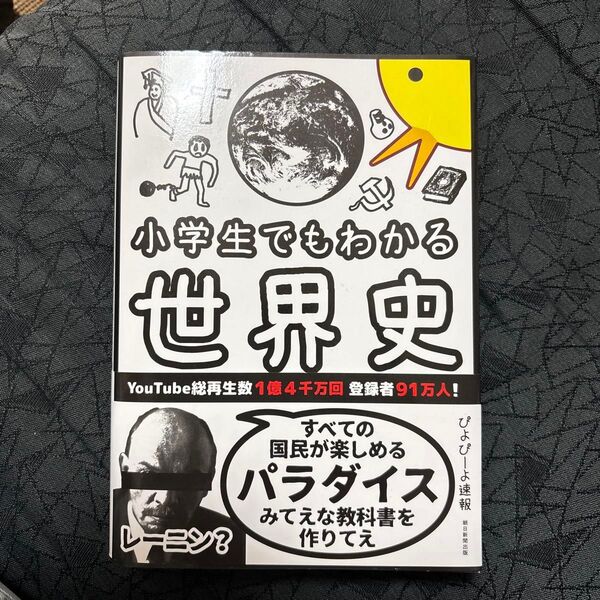 小学生でもわかる
世界史
YouTube総再生数1億4千万回 登録者91万人!
すべての
国民が楽しめる
パラダイス
みてえな教科書を
作りてえ
レーニン?
ぴよぴーよ速報
朝日新聞出版